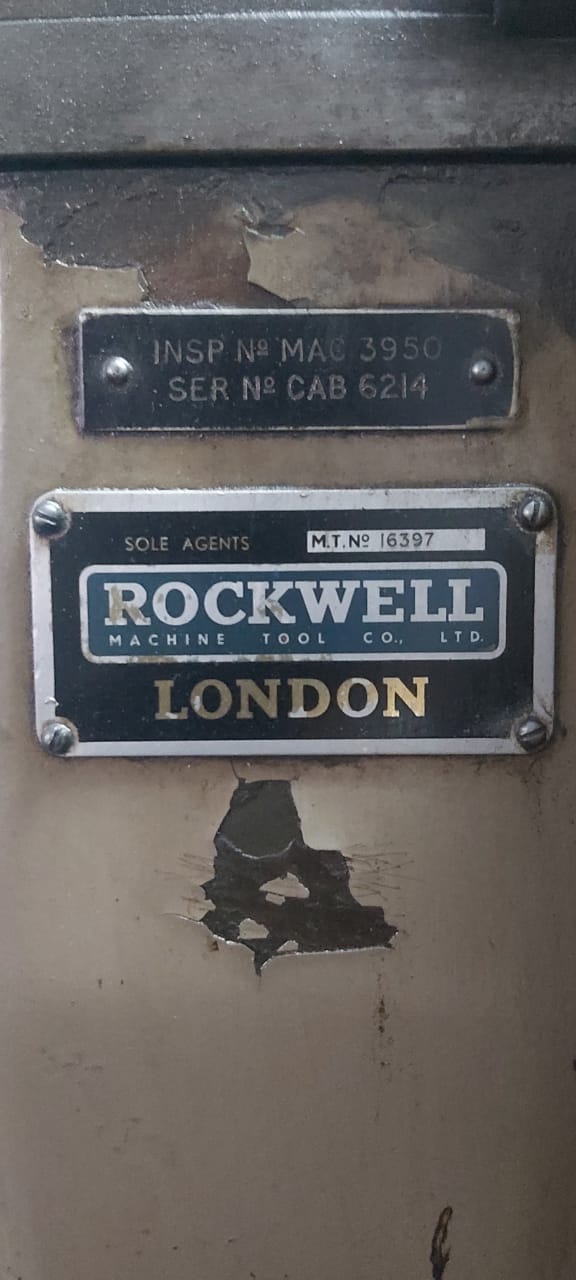 INSP Nº MAC 3950
SER Nº CAB 6214
SOLE AGENTS M.T.Nº 16397
ROCKWELL
MACHINE TOOL CO., LTD.
LONDON